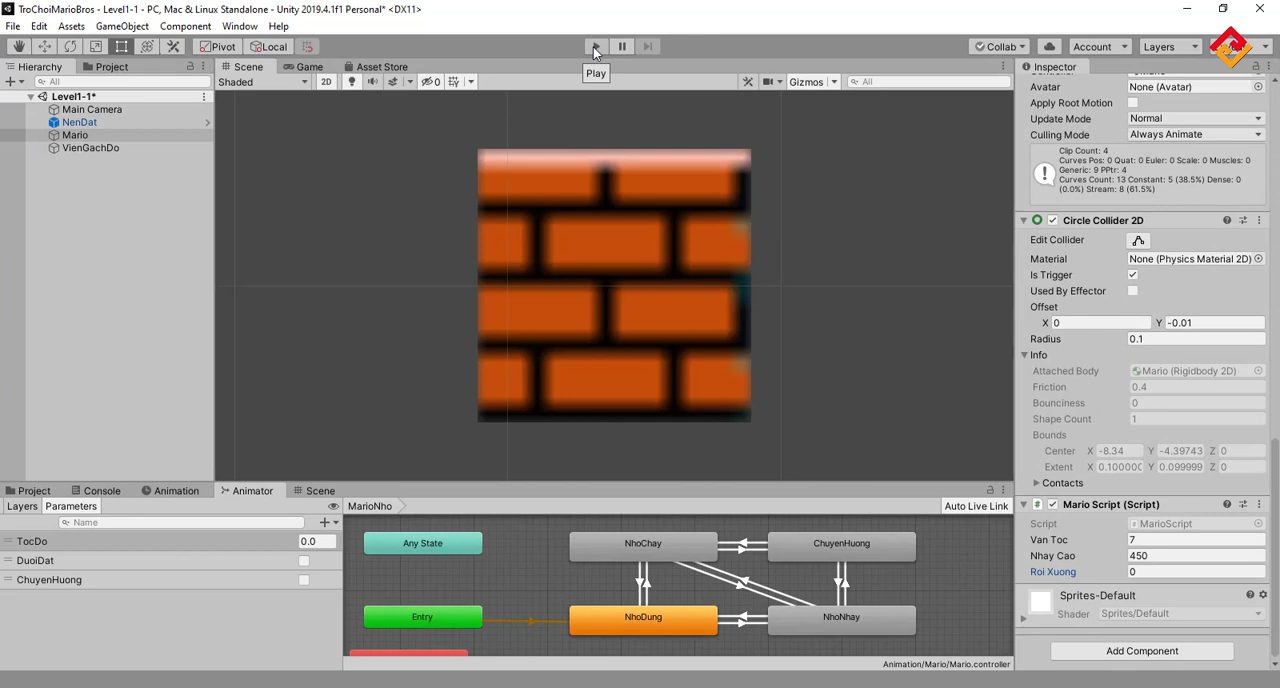 TroChoiMarioBros - Level1-1 - PC, Mac & Linux Standalone - Unity 2019.4.1f1 Personal* <DX11>
File Edit Assets GameObject Component Window Help
Pivot Local Collab Account Layers
Play
Hierarchy Project
All
Level1-1*
Main Camera
NenDat
Mario
VienGachDo
Scene Game Asset Store
Shaded 2D 0 Gizmos All
Inspector
Avatar None (Avatar)
Apply Root Motion
Update Mode Normal
Culling Mode Always Animate
Clip Count: 4
Curves Pos: 0 Quat: 0 Euler: 0 Scale: 0 Muscles: 0
Generic: 9 PPtr: 4
Curves Count: 13 Constant: 5 (38.5%) Dense: 0
(0.0%) Stream: 8 (61.5%)
Circle Collider 2D
Edit Collider
Material None (Physics Material 2D)
Is Trigger
Used By Effector
Offset
X 0 Y -0.01
Radius 0.1
Info
Attached Body Mario (Rigidbody 2D)
Friction 0.4
Bounciness 0
Shape Count 1
Bounds
Center X -8.34 Y -4.39743 Z 0
Extent X 0.100000 Y 0.099999 Z 0
Contacts
Mario Script (Script)
Script MarioScript
Van Toc 7
Nhay Cao 450
Roi Xuong 0
Sprites-Default
Shader Sprites/Default
Add Component
Project Console Animation Animator Scene
Layers Parameters MarioNho Auto Live Link
Name
TocDo 0.0
DuoiDat
ChuyenHuong
Any State NhoChay ChuyenHuong
Entry NhoDung NhoNhay
Animation/Mario/Mario.controller